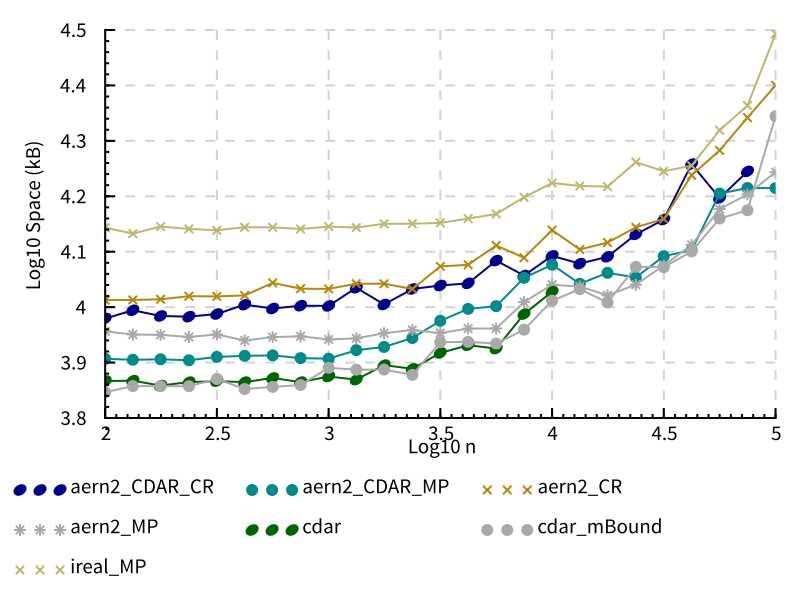 4.5
4.4
4.3
4.2
4.1
4
3.9
3.8
Log10 Space (kB)
2 2.5 3 3.5 4 4.5 5
Log10 n
aern2_CDAR_CR aern2_CDAR_MP aern2_CR
aern2_MP cdar cdar_mBound
ireal_MP